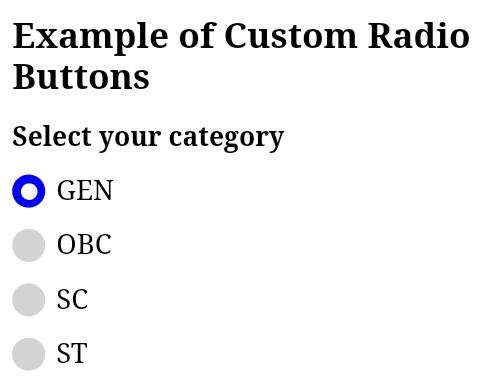 Example of Custom Radio
Buttons
Select your category
GEN
OBC
SC
ST